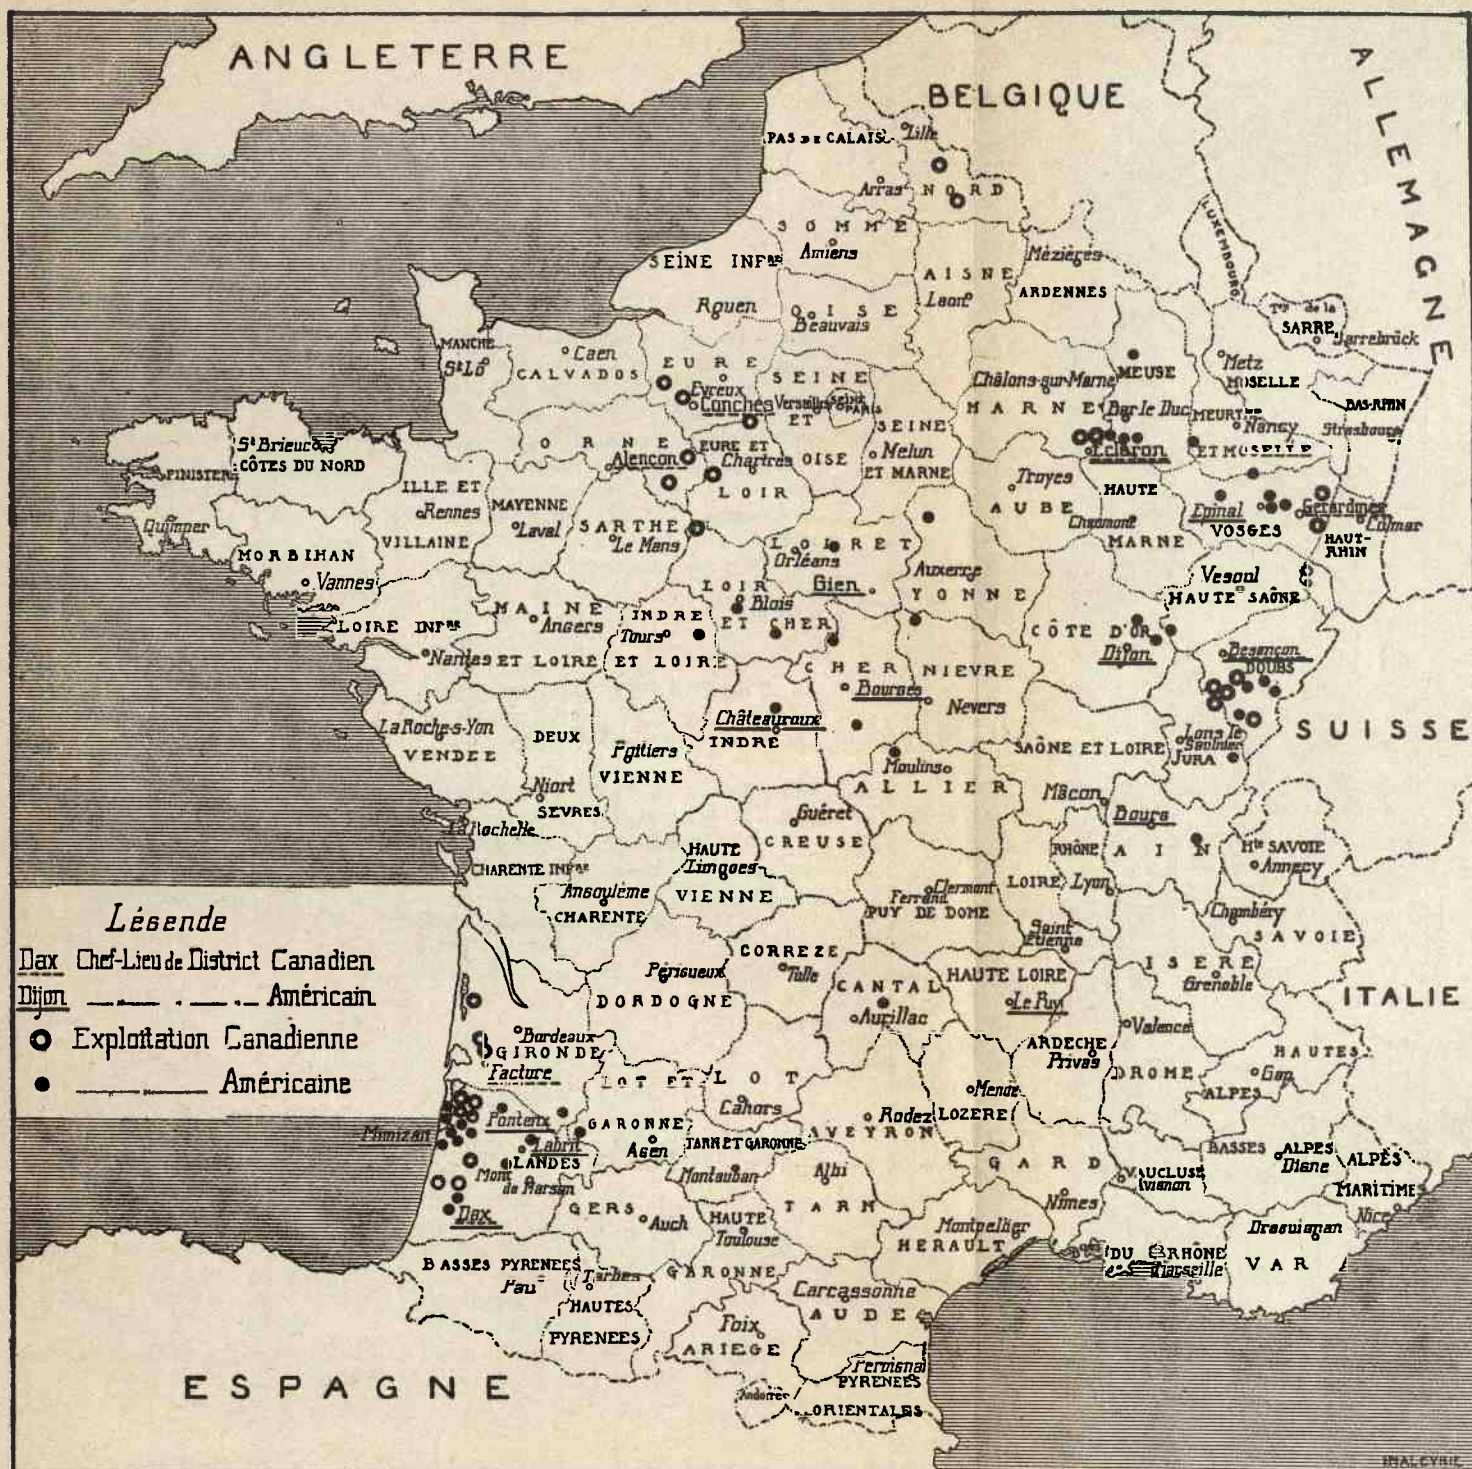 ANGLETERRE
BELGIQUE
ALLEMAGNE
PAS DE CALAIS
Lille
Arras
NORD
LUXEMBOURG
SOMME
Amiens
Mézières
SEINE INFRE
AISNE
Laon
ARDENNES
Rouen
OISE
Beauvais
Tre de la
SARRE
Sarrebrück
MANCHE
St Lô
Caen
CALVADOS
EURE
Evreux
Conches
SEINE
Versailles
SEINE
PARIS
ET
OISE
Châlons-sur-Marne
MARNE
MEUSE
Bar le Duc
Metz
MOSELLE
MEURTHE
Nancy
ET MOSELLE
BAS-RHIN
Strasbourg
St Brieuc
CÔTES DU NORD
FINISTER
Quimper
ORNE
Alençon
EURE ET
Chartres
LOIR
SEINE
Melun
ET MARNE
Eclaron
Troyes
AUBE
HAUTE
Chaumont
MARNE
Epinal
VOSGES
Gérardmer
Colmar
HAUT-
RHIN
ILLE ET
Rennes
VILLAINE
MAYENNE
Laval
SARTHE
Le Mans
MORBIHAN
Vannes
LOIRET
Orléans
Gien
Auxerre
YONNE
Vesoul
HAUTE SAÔNE
LOIRE INFRE
Nantes
MAINE
Angers
ET LOIRE
INDRE
Tours
ET LOIRE
LOIR
Blois
ET CHER
CÔTE D'OR
Dijon
Besançon
DOUBS
CHER
Bourges
NIEVRE
Nevers
SUISSE
La Roche-s-Yon
VENDEE
DEUX
Niort
SEVRES
Poitiers
VIENNE
Châteauroux
INDRE
SAÔNE ET LOIRE
Lons le
Saulnier
JURA
Moulins
ALLIER
Mâcon
Bourg
AIN
La Rochelle
CHARENTE INFRE
Guéret
CREUSE
HAUTE
Limgoes
VIENNE
RHÔNE
LOIRE
Lyon
Hte SAVOIE
Annecy
Angoulème
CHARENTE
Clermont
Ferrand
PUY DE DOME
Saint
Etienne
Chambéry
SAVOIE
Légende
Dax Chef-Lieu de District Canadien
Dijon Américain
Exploitation Canadienne
Américaine
Périgueux
DORDOGNE
CORREZE
Tulle
CANTAL
Aurillac
HAUTE LOIRE
Le Puy
ISERE
Grenoble
ITALIE
Bordeaux
GIRONDE
Facture
ARDECHE
Privas
Valence
DROME
HAUTES
Gap
ALPES
LOT ET
GARONNE
Agen
LOT
Cahors
Mende
LOZERE
Rodez
AVEYRON
Mimizan
Pontenx
Labrit
LANDES
Mont
de Marsan
Dax
TARN ET GARONNE
Montauban
Albi
TARN
GARD
Nîmes
VAUCLUSE
Avignon
BASSES
ALPES
Digne
ALPES
MARITIMES
Nice
GERS
Auch
HAUTE
Toulouse
GARONNE
Montpellier
HERAULT
DU RHÔNE
Marseille
Draguignan
VAR
BASSES PYRENEES
Pau
Tarbes
HAUTES
PYRENEES
Foix
ARIEGE
Carcassonne
AUDE
Perpignan
PYRENEES
ORIENTALES
Andorre
ESPAGNE